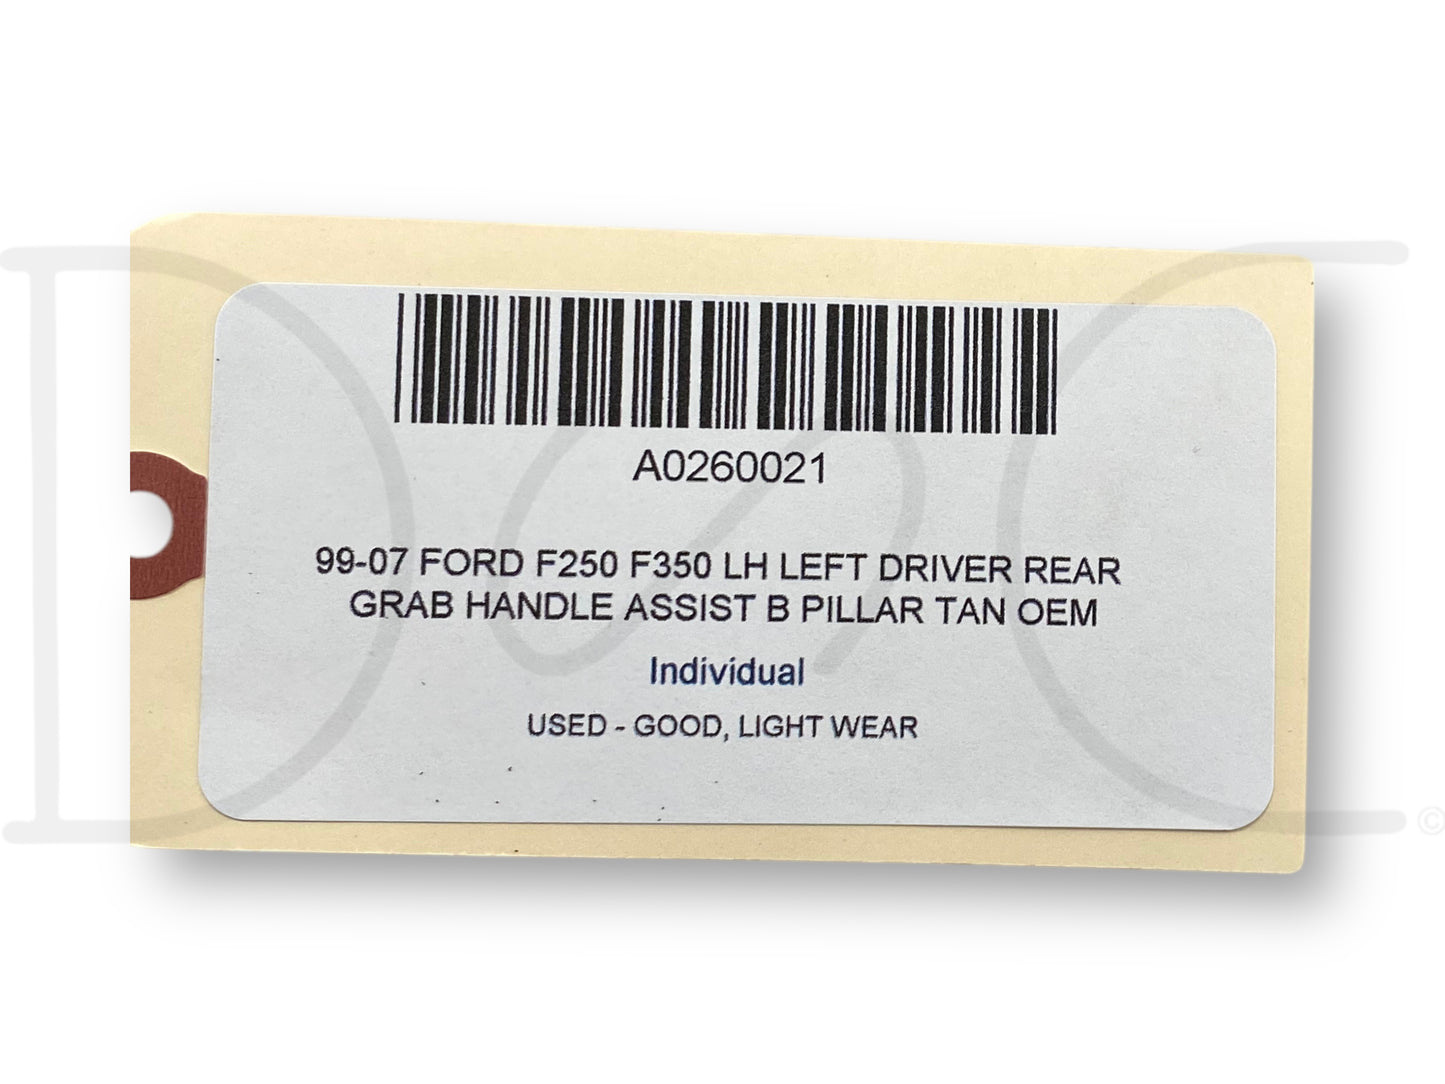 A0260021
99-07 FORD F250 F350 LH LEFT DRIVER REAR
GRAB HANDLE ASSIST B PILLAR TAN OEM
Individual
USED - GOOD, LIGHT WEAR
©